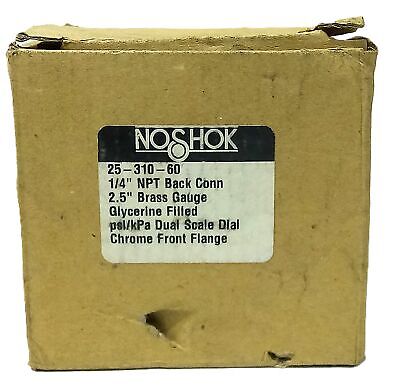 NOSHOK
25-310-60
1/4" NPT Back Conn
2.5" Brass Gauge
Glycerine Filled
psi/kPa Dual Scale Dial
Chrome Front Flange